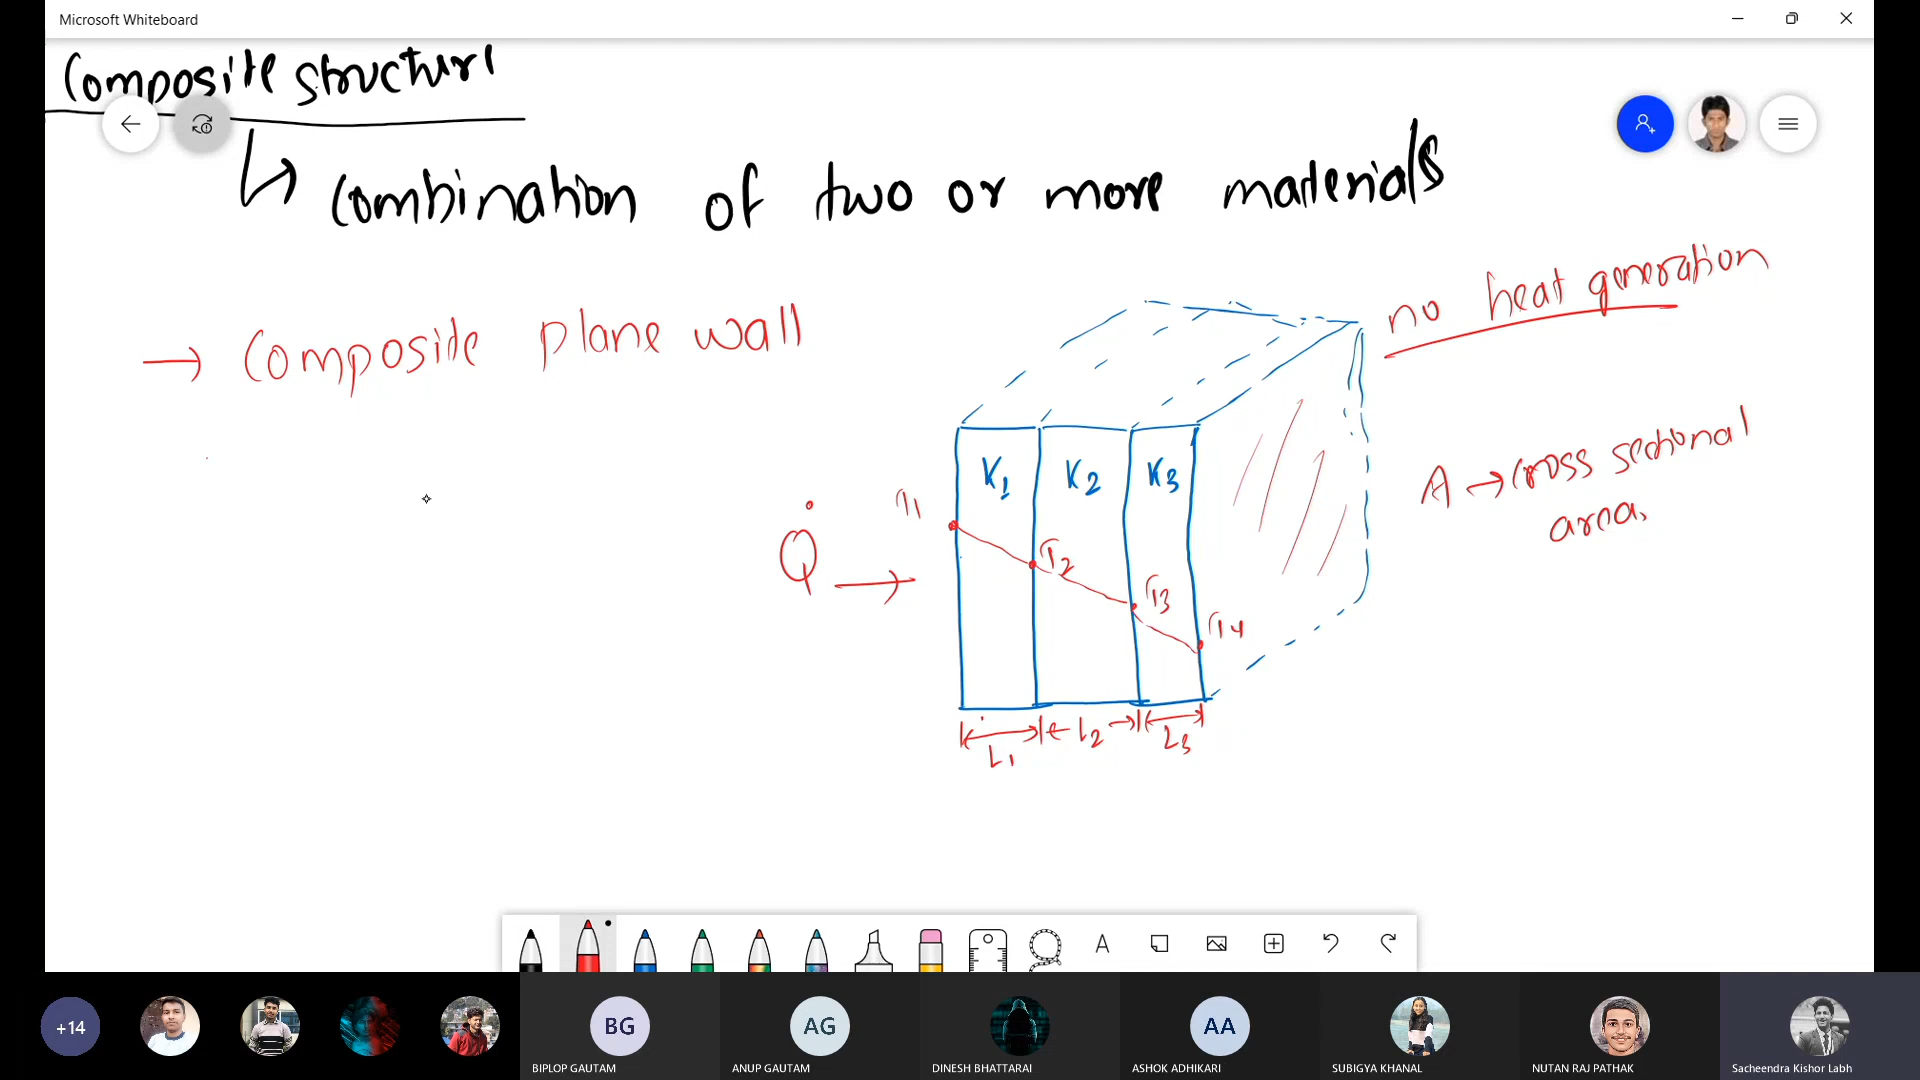 Microsoft Whiteboard
Composite structure
Combination of two or more materials
no heat generation
→ Composite plane wall
K1 K2 K3
A → Cross sectional
area,
T1
Q̇ →
T2
T3
T4
L1 L2 L3
A
+14
BG
AG
AA
BIPLOP GAUTAM
ANUP GAUTAM
DINESH BHATTARAI
ASHOK ADHIKARI
SUBIGYA KHANAL
NUTAN RAJ PATHAK
Sacheendra Kishor Labh